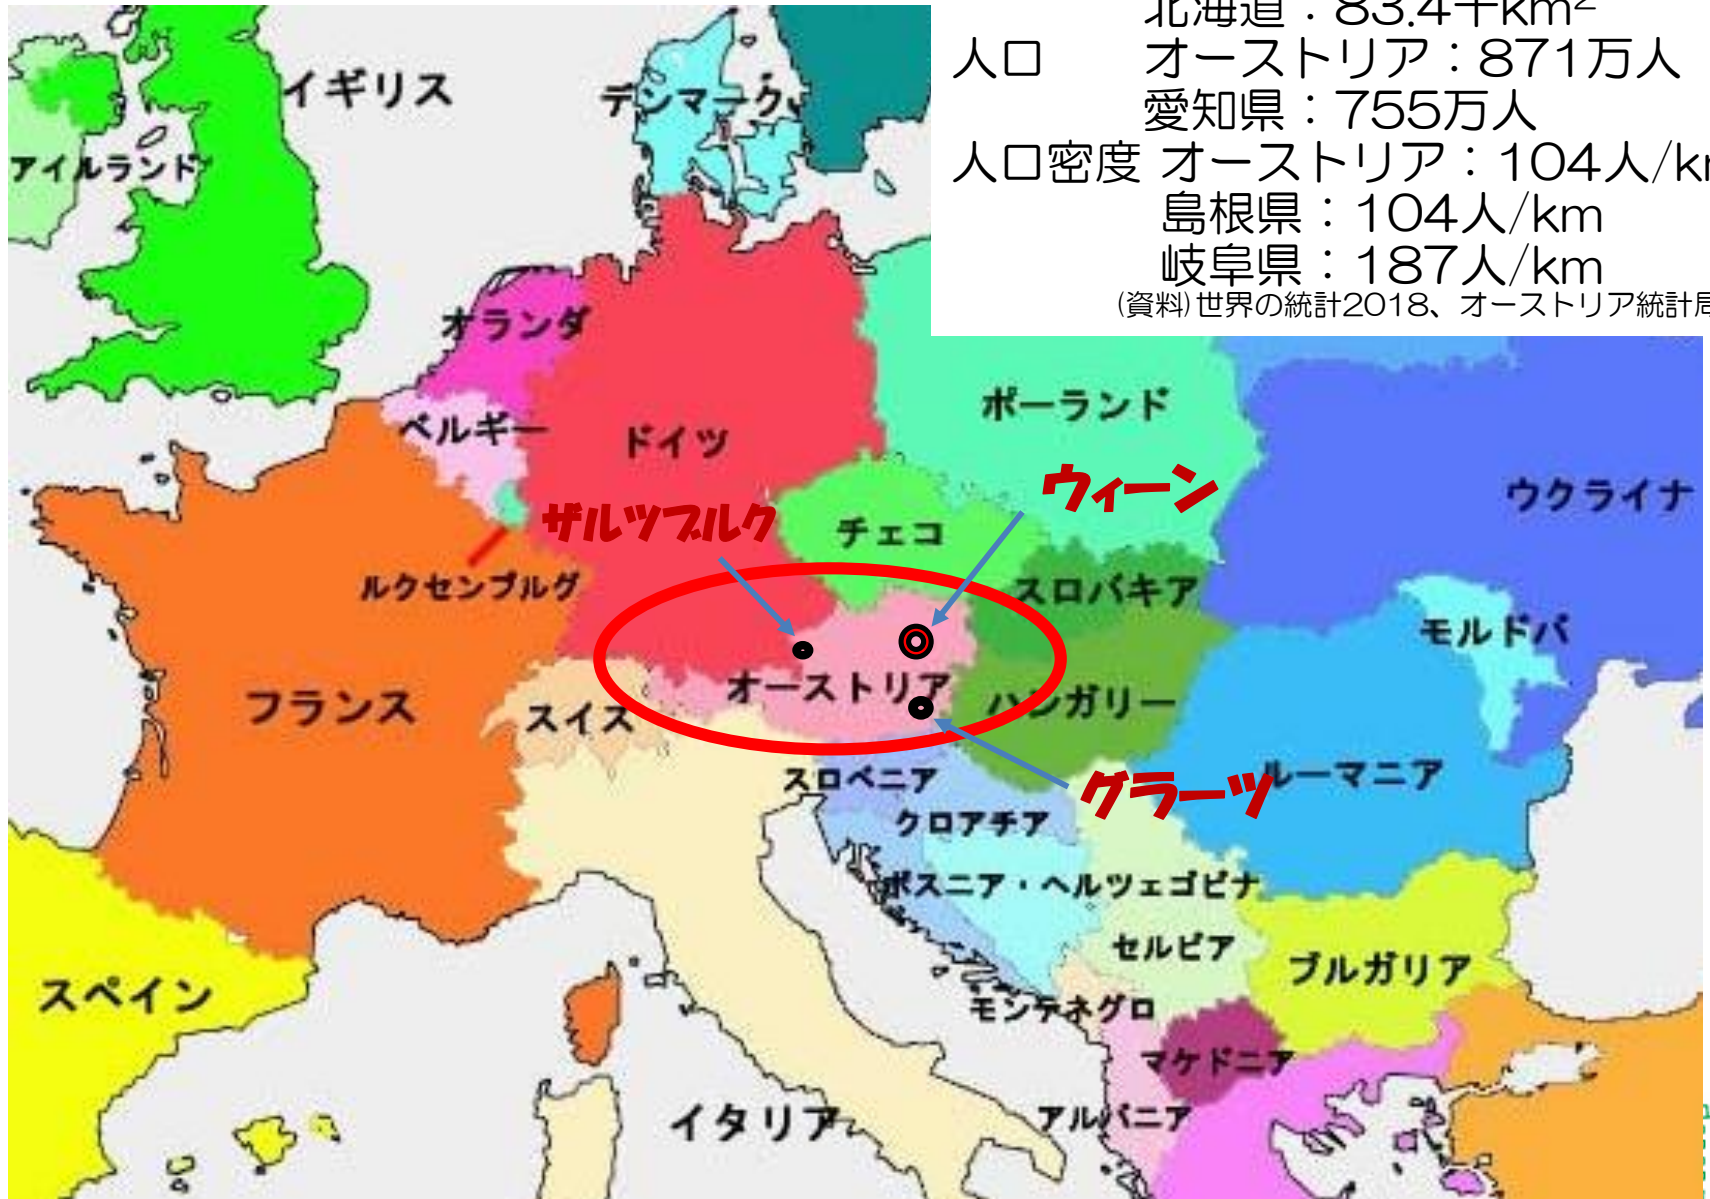 北海道：83.4千km²
人口 オーストリア：871万人
愛知県：755万人
人口密度 オーストリア：104人/k
島根県：104人/km
岐阜県：187人/km
(資料)世界の統計2018、オーストリア統計局
イギリス
デンマーク
アイルランド
オランダ
ポーランド
ベルギー
ドイツ
ウィーン
ウクライナ
ザルツブルク
チェコ
ルクセンブルグ
スロバキア
モルドバ
フランス
スイス
オーストリア
ハンガリー
スロベニア
グラーツ
ルーマニア
クロアチア
ボスニア・ヘルツェゴビナ
セルビア
ブルガリア
スペイン
モンテネグロ
マケドニア
イタリア
アルバニア